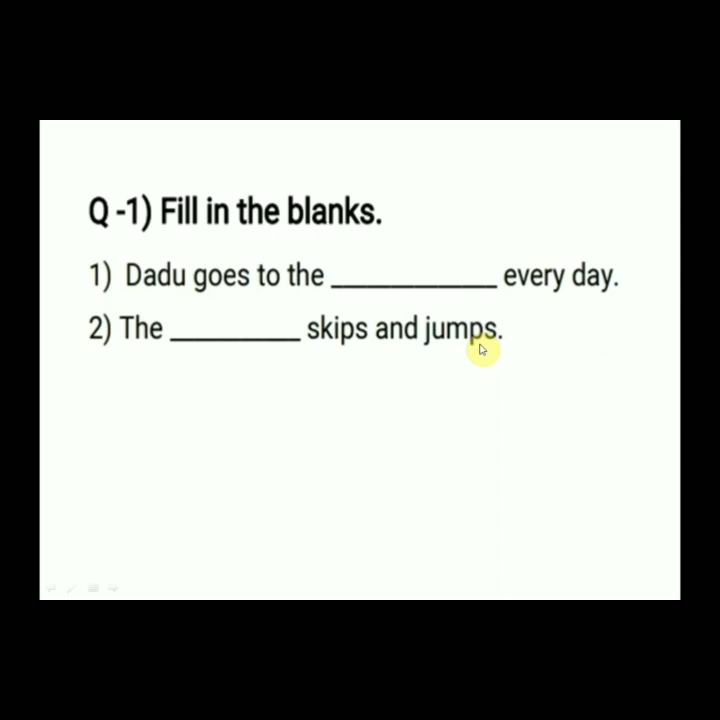 Q -1) Fill in the blanks.
1) Dadu goes to the ____________ every day.
2) The _________ skips and jumps.